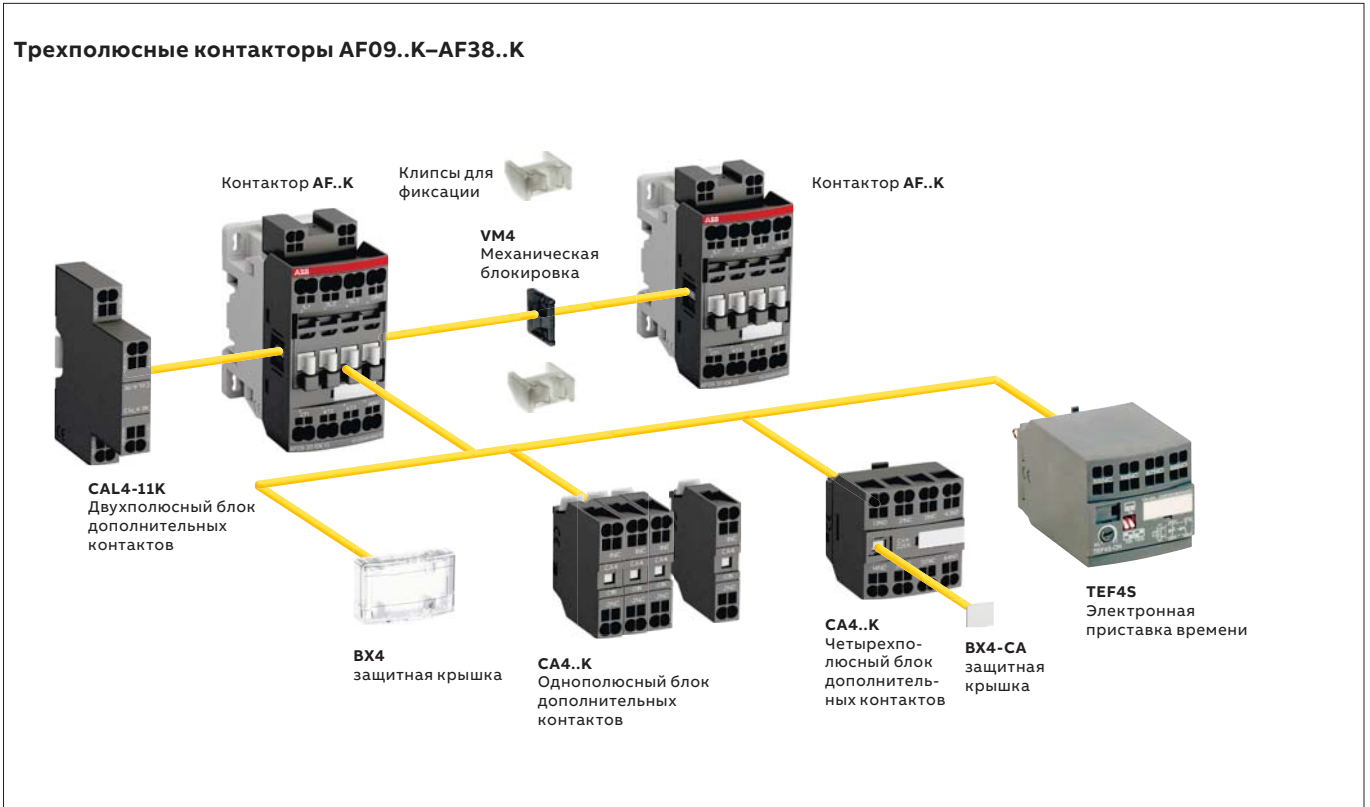 Трехполюсные контакторы AF09..K–AF38..K
Контактор AF..K
Клипсы для
фиксации
Контактор AF..K
VM4
Механическая
блокировка
ABB
ABB
CAL4-11K
Двухполюсный блок
дополнительных
контактов
BX4
защитная крышка
CA4..K
Однополюсный блок
дополнительных
контактов
CA4..K
Четырехпо-
люсный блок
дополнитель-
ных контактов
BX4-CA
защитная
крышка
TEF4S
Электронная
приставка времени